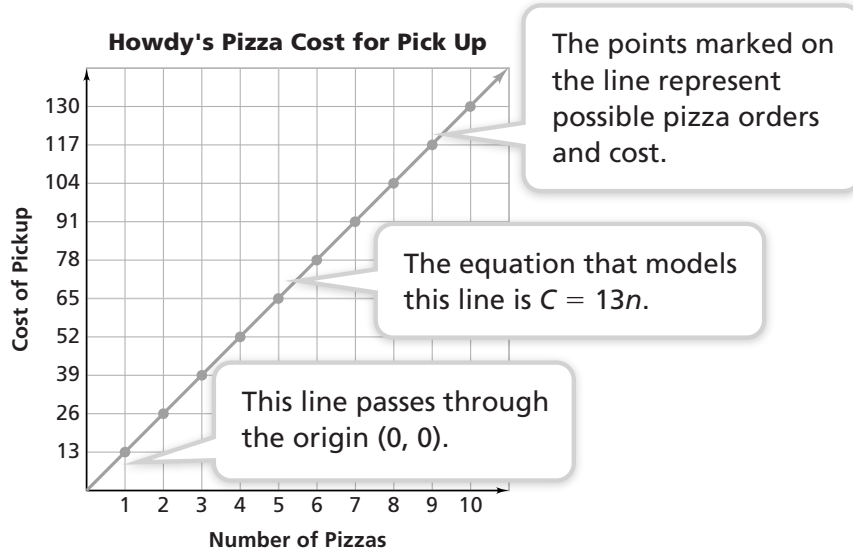 Howdy's Pizza Cost for Pick Up
The points marked on
the line represent
possible pizza orders
and cost.
130
117
104
91
78
65
52
39
26
13
Cost of Pickup
The equation that models
this line is C = 13n.
This line passes through
the origin (0, 0).
1 2 3 4 5 6 7 8 9 10
Number of Pizzas